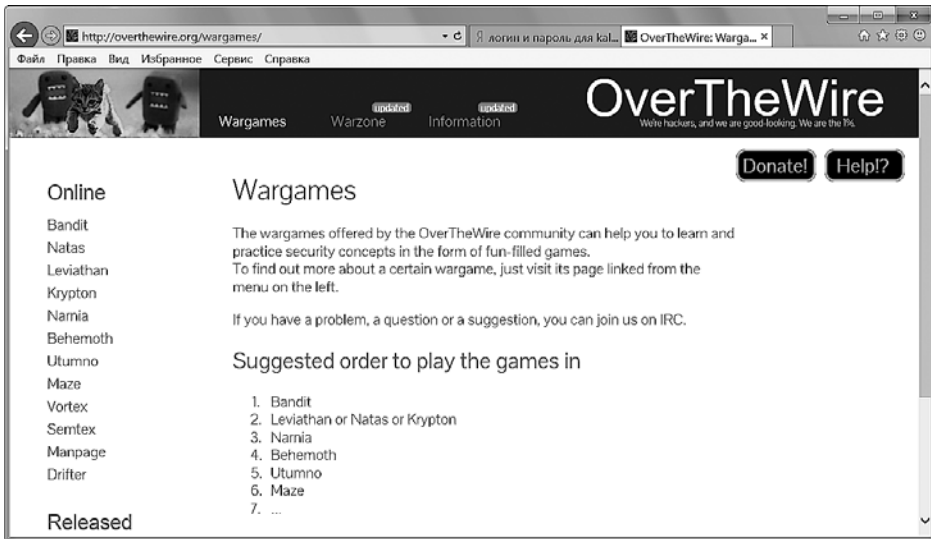 http://overthewire.org/wargames/
Я логин и пароль для kal...
OverTheWire: Warga... ×
Файл Правка Вид Избранное Сервис Справка
updated updated
Wargames Warzone Information
OverTheWire
We're hackers, and we are good-looking. We are the 1%.
Donate! Help!?
Online
Bandit
Natas
Leviathan
Krypton
Narnia
Behemoth
Utumno
Maze
Vortex
Semtex
Manpage
Drifter
Released
Wargames
The wargames offered by the OverTheWire community can help you to learn and
practice security concepts in the form of fun-filled games.
To find out more about a certain wargame, just visit its page linked from the
menu on the left.
If you have a problem, a question or a suggestion, you can join us on IRC.
Suggested order to play the games in
1. Bandit
2. Leviathan or Natas or Krypton
3. Narnia
4. Behemoth
5. Utumno
6. Maze
7. ...